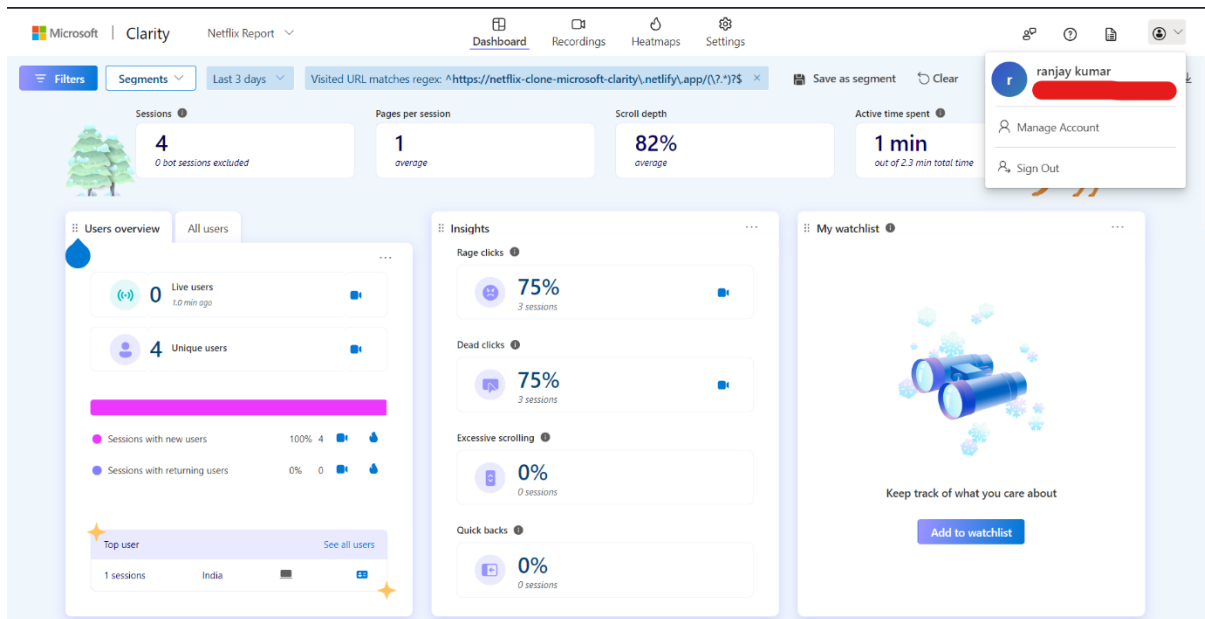 Microsoft | Clarity
Netflix Report
Dashboard
Recordings
Heatmaps
Settings
r
ranjay kumar
Manage Account
Sign Out
Filters
Segments
Last 3 days
Visited URL matches regex: ^https://netflix-clone-microsoft-clarity\.netlify\.app/(\?.*)?$
Save as segment
Clear
Sessions
4
0 bot sessions excluded
Pages per session
1
average
Scroll depth
82%
average
Active time spent
1 min
out of 2.3 min total time
Users overview
All users
0
Live users
1.0 min ago
4
Unique users
Sessions with new users 100% 4
Sessions with returning users 0% 0
Top user
See all users
1 sessions India
Insights
Rage clicks
75%
3 sessions
Dead clicks
75%
3 sessions
Excessive scrolling
0%
0 sessions
Quick backs
0%
0 sessions
My watchlist
Keep track of what you care about
Add to watchlist